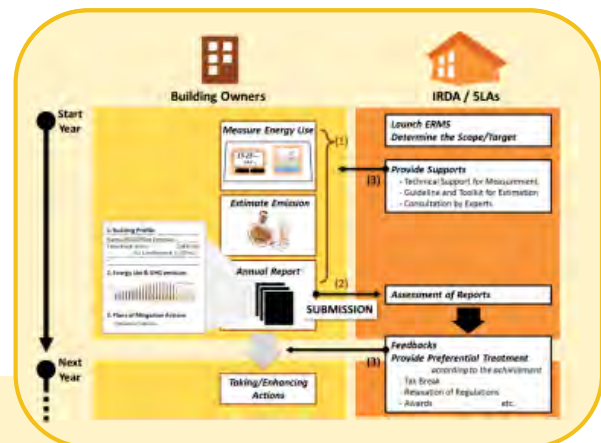 Building Owners
IRDA / 5LAs
Start
Year
Measure Energy Use
(1)
Launch ERMS
Determine the Scope/Target
(3)
Provide Supports
- Technical Support for Measurement
- Guideline and Toolkit for Estimation
- Consultation by Experts
Estimate Emission
1. Building Profile
2. Energy Use & GHG emission
3. Plans of Mitigation Actions
Annual Report
(2)
SUBMISSION
Assessment of Reports
Next
Year
Taking/Enhancing
Actions
(3)
Feedbacks
Provide Preferential Treatment
according to the achievement
- Tax Break
- Relaxation of Regulations
- Awards etc.